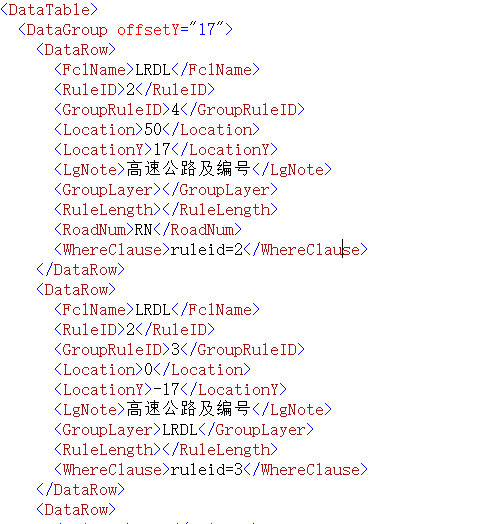 <DataTable>
<DataGroup offsetY="17">
<DataRow>
<FclName>LRDL</FclName>
<RuleID>2</RuleID>
<GroupRuleID>4</GroupRuleID>
<Location>50</Location>
<LocationY>17</LocationY>
<LgNote>高速公路及编号</LgNote>
<GroupLayer></GroupLayer>
<RuleLength></RuleLength>
<RoadNum>RN</RoadNum>
<WhereClause>ruleid=2</WhereClause>
</DataRow>
<DataRow>
<FclName>LRDL</FclName>
<RuleID>2</RuleID>
<GroupRuleID>3</GroupRuleID>
<Location>0</Location>
<LocationY>-17</LocationY>
<LgNote>高速公路及编号</LgNote>
<GroupLayer>LRDL</GroupLayer>
<RuleLength></RuleLength>
<WhereClause>ruleid=3</WhereClause>
</DataRow>
<DataRow>